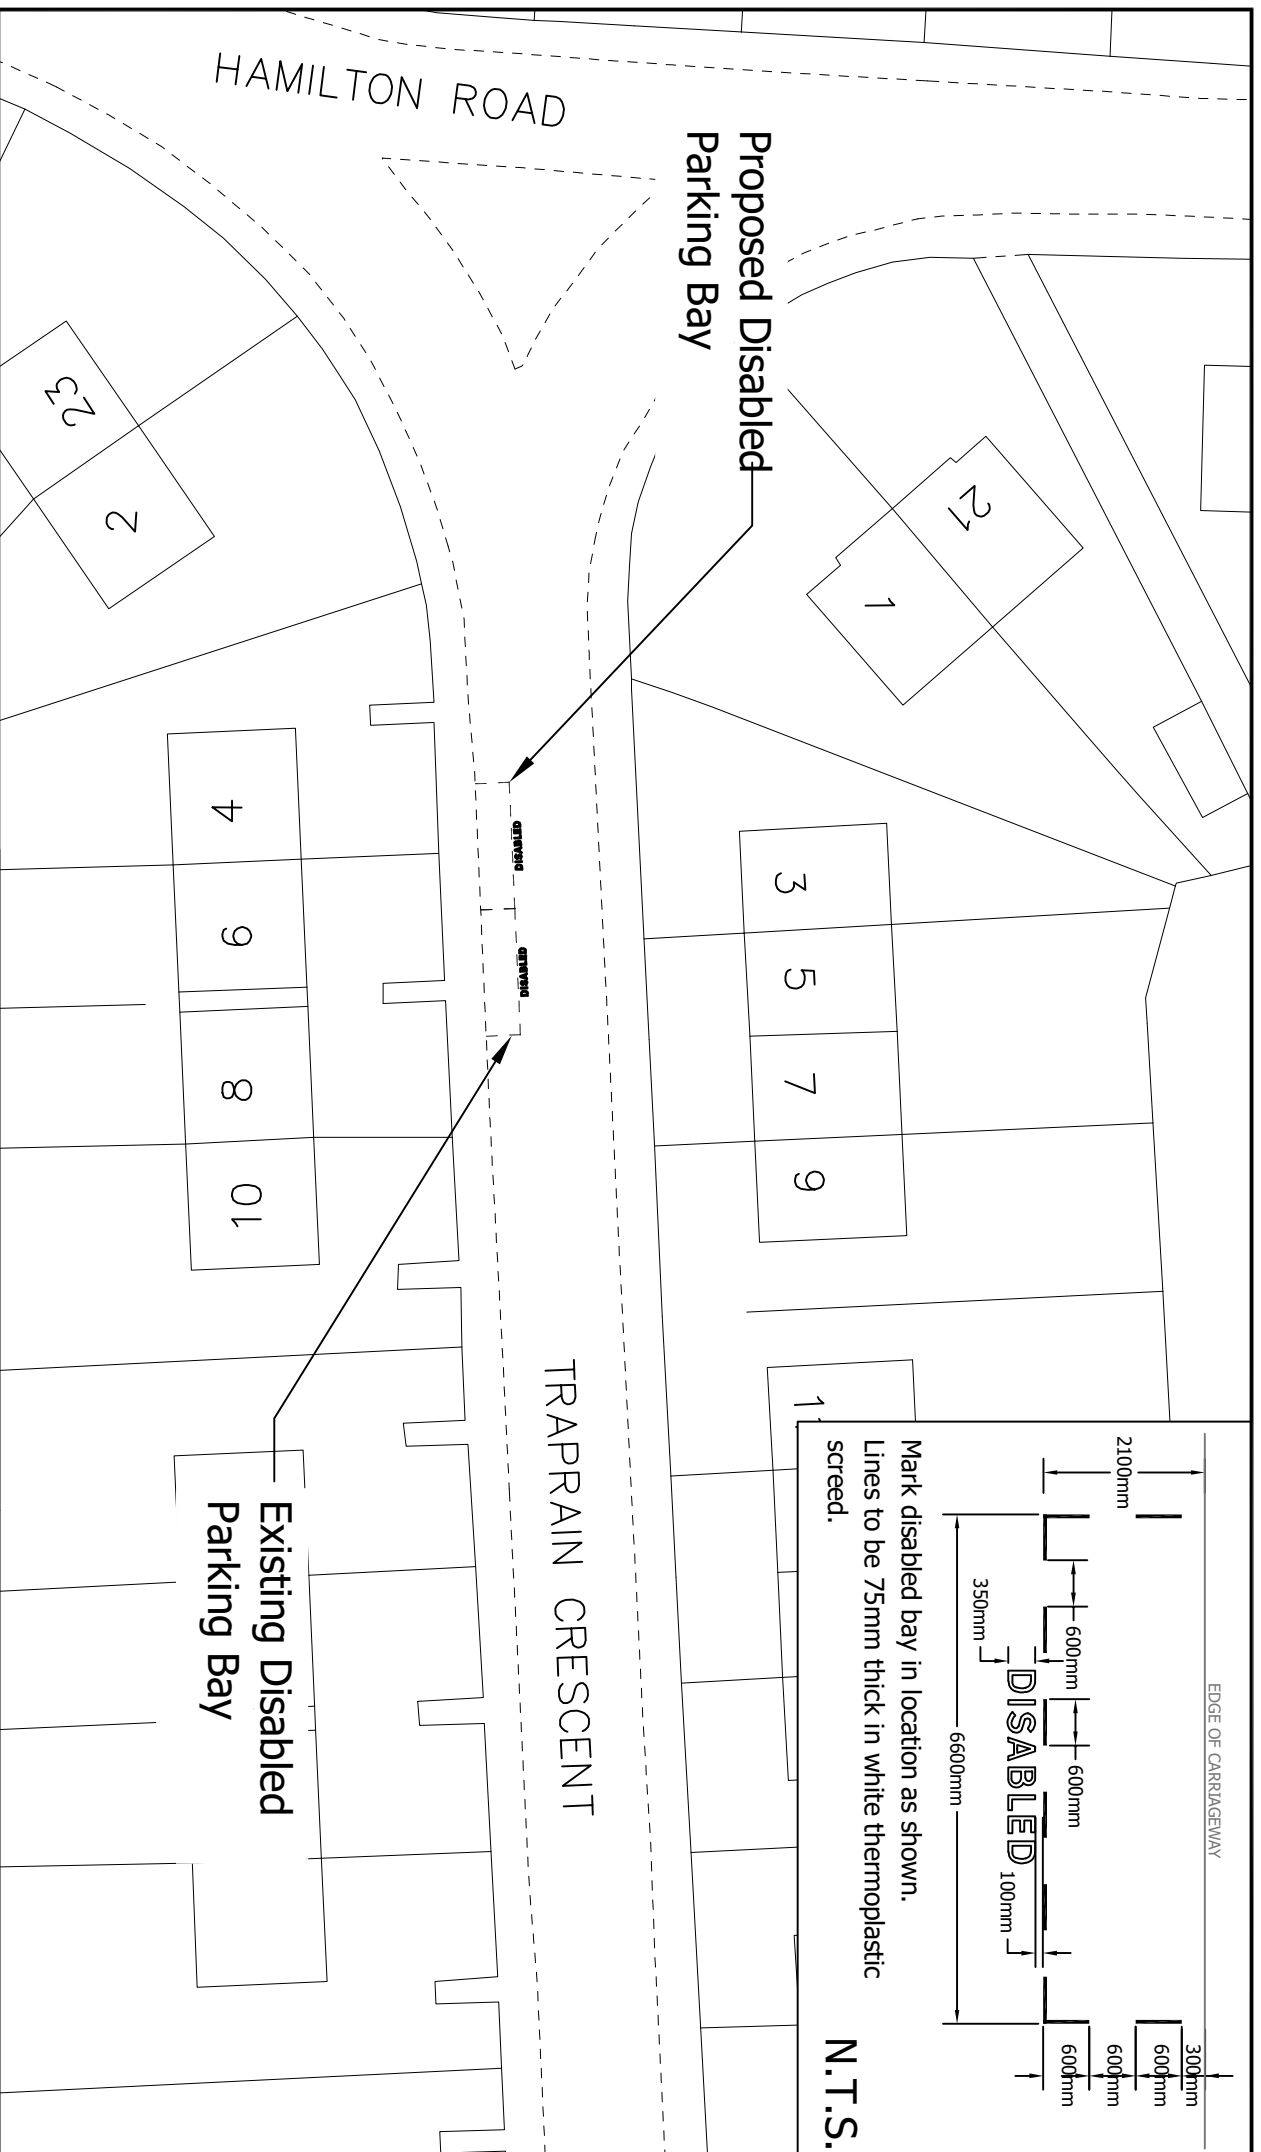 HAMILTON ROAD
Proposed Disabled
Parking Bay
23
2
21
1
4
6
8
10
3
5
7
9
11
DISABLED
DISABLED
TRAPRAIN CRESCENT
Existing Disabled
Parking Bay
EDGE OF CARRIAGEWAY
2100mm
600mm
600mm
350mm
DISABLED
100mm
6600mm
300mm
600mm
600mm
600mm
Mark disabled bay in location as shown.
Lines to be 75mm thick in white thermoplastic
screed.
N.T.S.